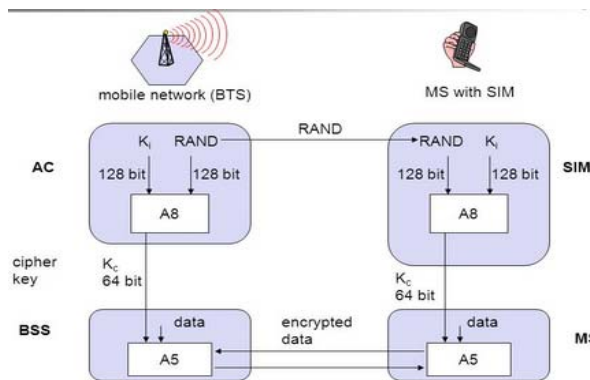 mobile network (BTS)
MS with SIM
RAND
AC
Ki
RAND
128 bit
128 bit
A8
RAND
Ki
SIM
128 bit
128 bit
A8
cipher
key
Kc
64 bit
Kc
64 bit
BSS
data
A5
encrypted
data
data
A5
MS